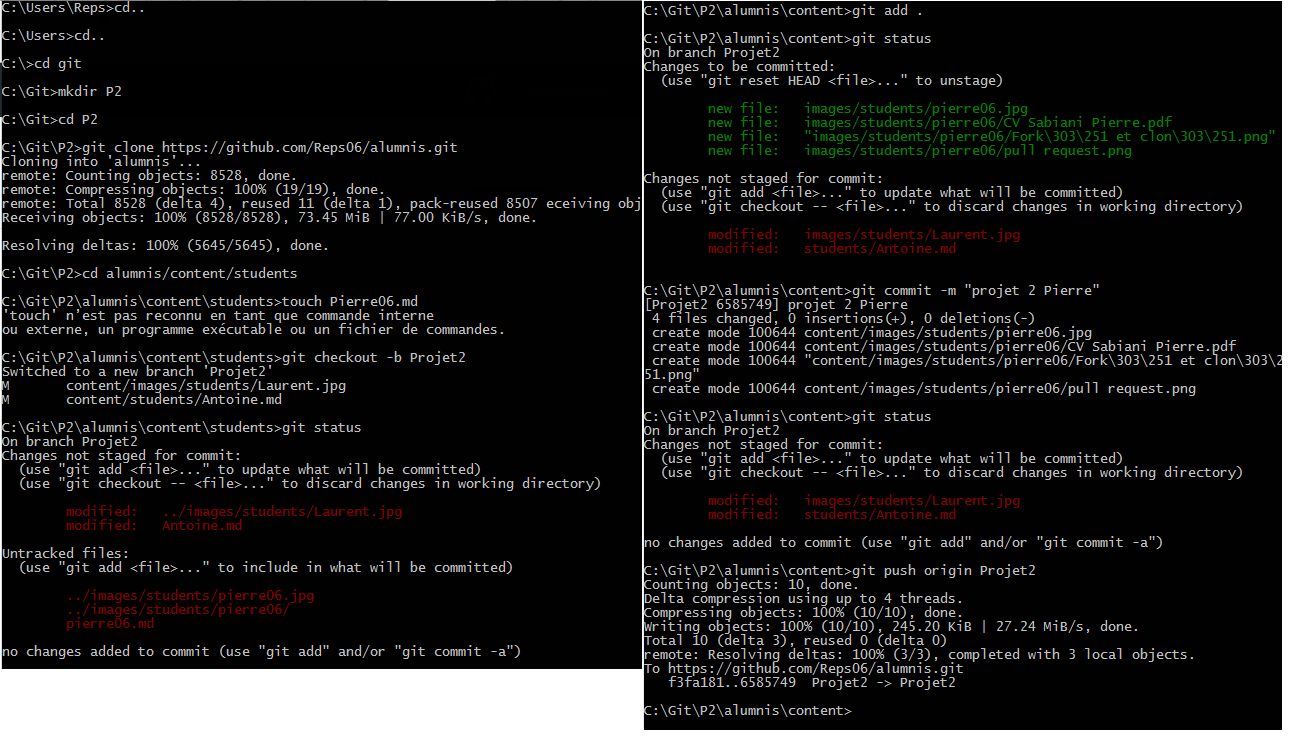 C:\Users\Reps>cd..
C:\Users>cd..
C:\>cd git
C:\Git>mkdir P2
C:\Git>cd P2
C:\Git\P2>git clone https://github.com/Reps06/alumnis.git
Cloning into 'alumnis'...
remote: Counting objects: 8528, done.
remote: Compressing objects: 100% (19/19), done.
remote: Total 8528 (delta 4), reused 11 (delta 1), pack-reused 8507 eceiving obj
Receiving objects: 100% (8528/8528), 73.45 MiB | 77.00 KiB/s, done.
Resolving deltas: 100% (5645/5645), done.
C:\Git\P2>cd alumnis/content/students
C:\Git\P2\alumnis\content\students>touch Pierre06.md
'touch' n'est pas reconnu en tant que commande interne
ou externe, un programme exécutable ou un fichier de commandes.
C:\Git\P2\alumnis\content\students>git checkout -b Projet2
Switched to a new branch 'Projet2'
M       content/images/students/Laurent.jpg
M       content/students/Antoine.md
C:\Git\P2\alumnis\content\students>git status
On branch Projet2
Changes not staged for commit:
  (use "git add <file>..." to update what will be committed)
  (use "git checkout -- <file>..." to discard changes in working directory)
        modified:   ../images/students/Laurent.jpg
        modified:   Antoine.md
Untracked files:
  (use "git add <file>..." to include in what will be committed)
        ../images/students/pierre06.jpg
        ../images/students/pierre06/
        pierre06.md
no changes added to commit (use "git add" and/or "git commit -a")
C:\Git\P2\alumnis\content>git add .
C:\Git\P2\alumnis\content>git status
On branch Projet2
Changes to be committed:
  (use "git reset HEAD <file>..." to unstage)
        new file:   images/students/pierre06.jpg
        new file:   images/students/pierre06/CV Sabiani Pierre.pdf
        new file:   "images/students/pierre06/Fork\303\251 et clon\303\251.png"
        new file:   images/students/pierre06/pull request.png
Changes not staged for commit:
  (use "git add <file>..." to update what will be committed)
  (use "git checkout -- <file>..." to discard changes in working directory)
        modified:   images/students/Laurent.jpg
        modified:   students/Antoine.md
C:\Git\P2\alumnis\content>git commit -m "projet 2 Pierre"
[Projet2 6585749] projet 2 Pierre
 4 files changed, 0 insertions(+), 0 deletions(-)
 create mode 100644 content/images/students/pierre06.jpg
 create mode 100644 content/images/students/pierre06/CV Sabiani Pierre.pdf
 create mode 100644 "content/images/students/pierre06/Fork\303\251 et clon\303\2
51.png"
 create mode 100644 content/images/students/pierre06/pull request.png
C:\Git\P2\alumnis\content>git status
On branch Projet2
Changes not staged for commit:
  (use "git add <file>..." to update what will be committed)
  (use "git checkout -- <file>..." to discard changes in working directory)
        modified:   images/students/Laurent.jpg
        modified:   students/Antoine.md
no changes added to commit (use "git add" and/or "git commit -a")
C:\Git\P2\alumnis\content>git push origin Projet2
Counting objects: 10, done.
Delta compression using up to 4 threads.
Compressing objects: 100% (10/10), done.
Writing objects: 100% (10/10), 245.20 KiB | 27.24 MiB/s, done.
Total 10 (delta 3), reused 0 (delta 0)
remote: Resolving deltas: 100% (3/3), completed with 3 local objects.
To https://github.com/Reps06/alumnis.git
   f3fa181..6585749  Projet2 -> Projet2
C:\Git\P2\alumnis\content>